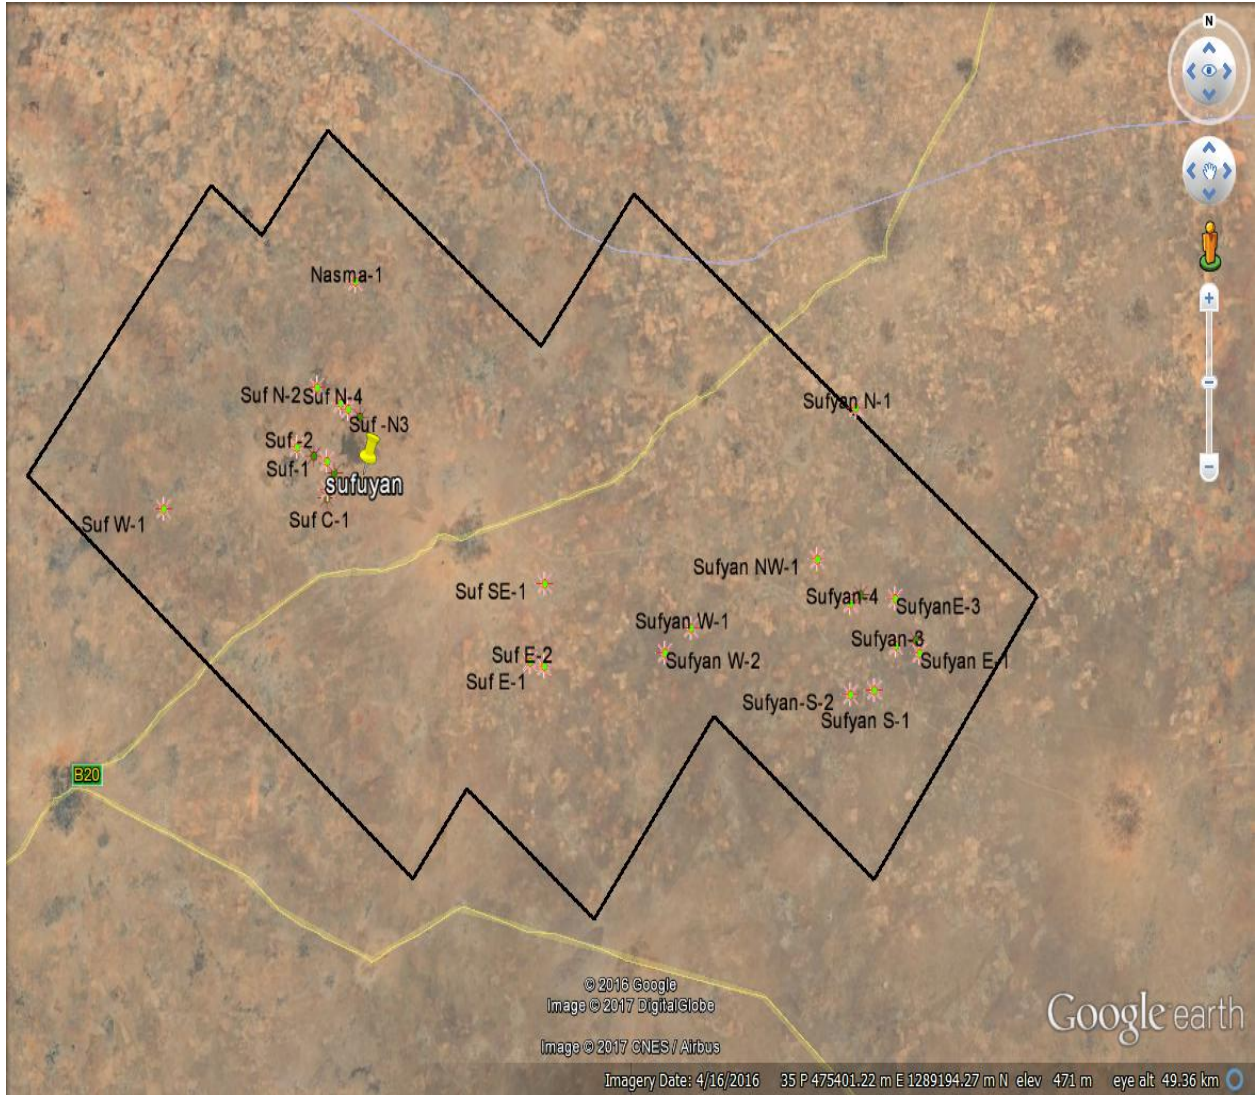 N
Nasma-1
Suf N-2
Suf N-4
Sufyan N-1
Suf -N3
Suf -2
Suf-1
sufuyan
Suf W-1
Suf C-1
Sufyan NW-1
Suf SE-1
Sufyan-4
SufyanE-3
Sufyan W-1
Sufyan-3
Suf E-2
Sufyan W-2
Sufyan E-1
Suf E-1
Sufyan-S-2
Sufyan S-1
B20
© 2016 Google
Image © 2017 DigitalGlobe
Image © 2017 CNES / Airbus
Google earth
Imagery Date: 4/16/2016 35 P 475401.22 m E 1289194.27 m N elev 471 m eye alt 49.36 km